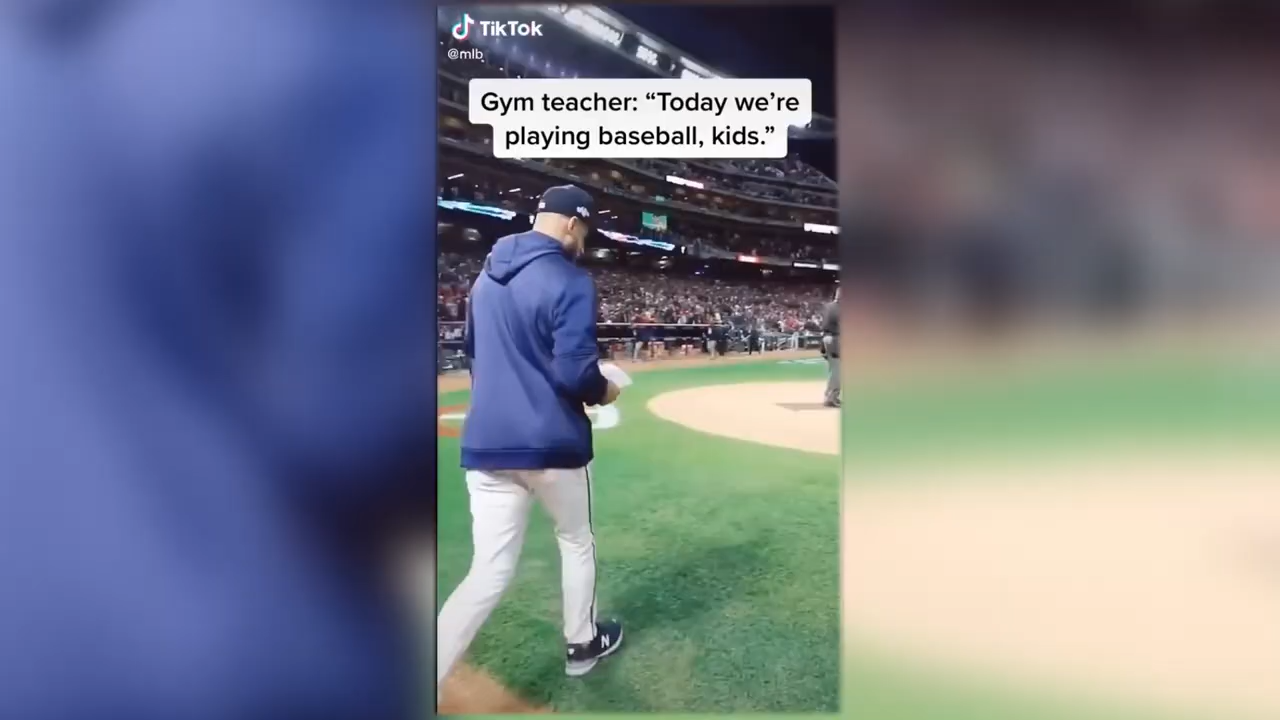 TikTok
@mlb
Gym teacher: “Today we’re
playing baseball, kids.”
N